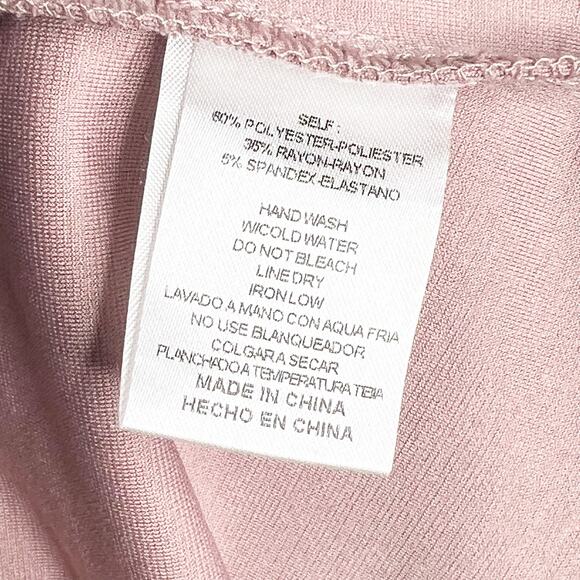 SELF:
60% POLYESTER-POLIESTER
35% RAYON-RAYON
5% SPANDEX-ELASTANO
HAND WASH
W/COLD WATER
DO NOT BLEACH
LINE DRY
IRON LOW
LAVADO A MANO CON AQUA FRIA
NO USE BLANQUEADOR
COLGAR A SECAR
PLANCHADO A TEMPERATURA TEBIA
MADE IN CHINA
HECHO EN CHINA